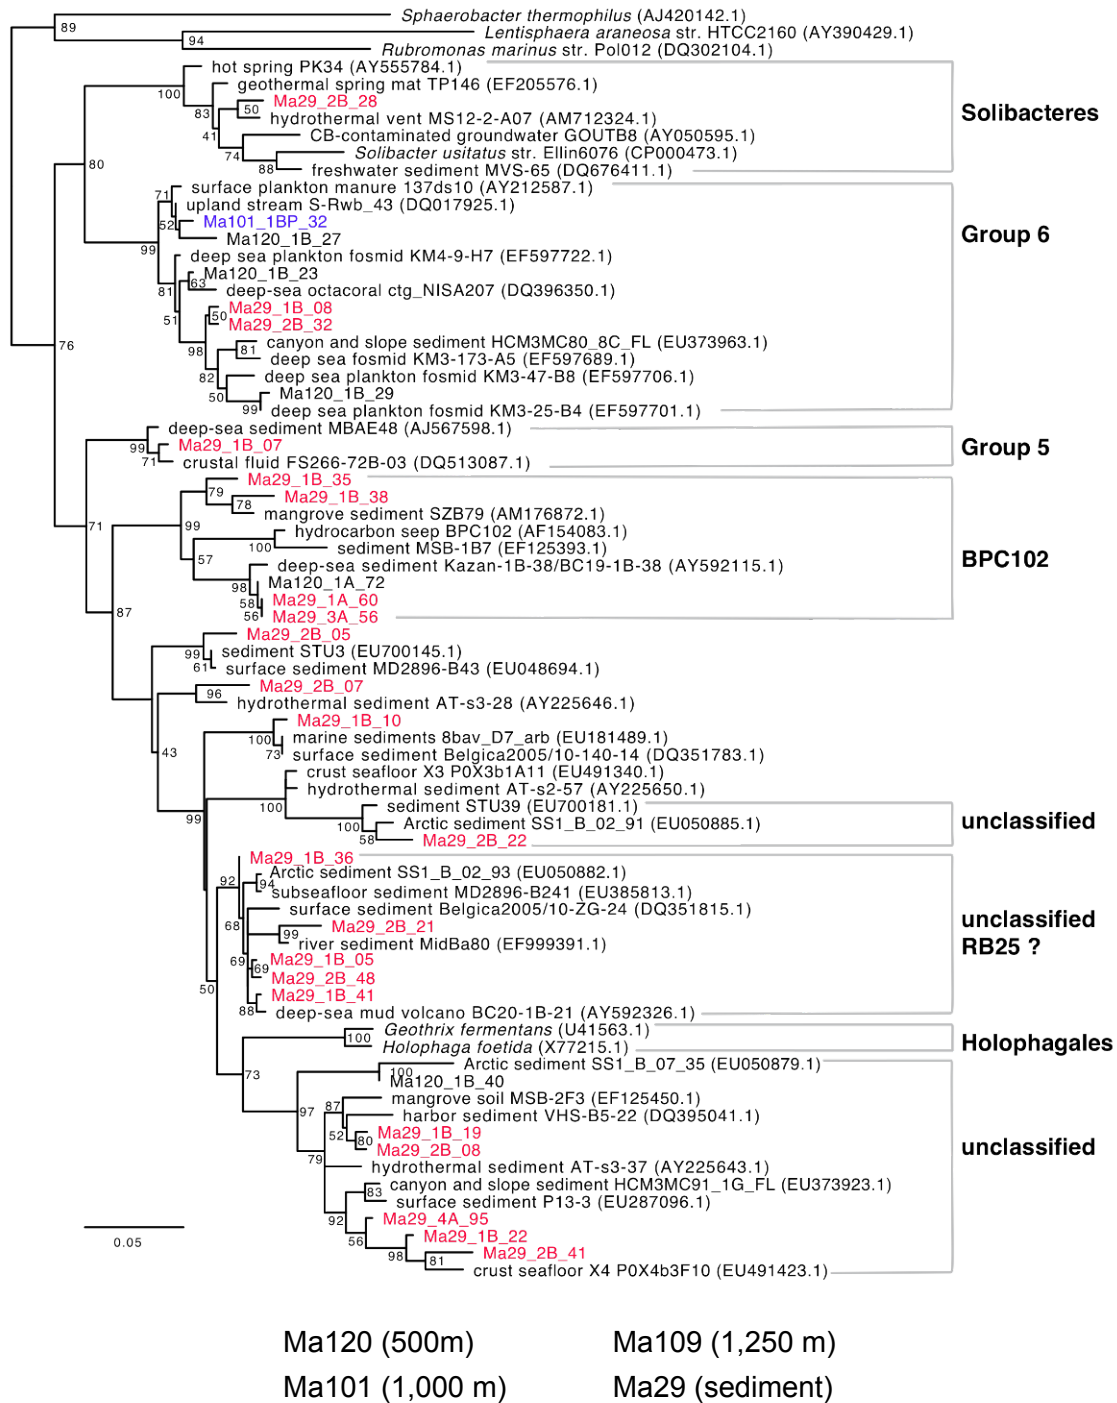 Sphaerobacter thermophilus (AJ420142.1)
89
Lentisphaera araneosa str. HTCC2160 (AY390429.1)
94
Rubromonas marinus str. Pol012 (DQ302104.1)
hot spring PK34 (AY555784.1)
100
geothermal spring mat TP146 (EF205576.1)
Ma29_2B_28
50
83
hydrothermal vent MS12-2-A07 (AM712324.1)
Solibacteres
41
CB-contaminated groundwater GOUTB8 (AY050595.1)
74
Solibacter usitatus str. Ellin6076 (CP000473.1)
80
88
freshwater sediment MVS-65 (DQ676411.1)
surface plankton manure 137ds10 (AY212587.1)
71
upland stream S-Rwb_43 (DQ017925.1)
Ma101_1BP_32
52
Ma120_1B_27
Group 6
99
deep sea plankton fosmid KM4-9-H7 (EF597722.1)
Ma120_1B_23
63
81
deep-sea octacoral ctg_NISA207 (DQ396350.1)
Ma29_1B_08
50
51
Ma29_2B_32
76
canyon and slope sediment HCM3MC80_8C_FL (EU373963.1)
81
98
deep sea fosmid KM3-173-A5 (EF597689.1)
82
deep sea plankton fosmid KM3-47-B8 (EF597706.1)
50
Ma120_1B_29
99
deep sea plankton fosmid KM3-25-B4 (EF597701.1)
deep-sea sediment MBAE48 (AJ567598.1)
99
Ma29_1B_07
Group 5
71
crustal fluid FS266-72B-03 (DQ513087.1)
Ma29_1B_35
79
Ma29_1B_38
78
mangrove sediment SZB79 (AM176872.1)
71
99
hydrocarbon seep BPC102 (AF154083.1)
100
sediment MSB-1B7 (EF125393.1)
57
BPC102
deep-sea sediment Kazan-1B-38/BC19-1B-38 (AY592115.1)
98
Ma120_1A_72
58
Ma29_1A_60
87
56
Ma29_3A_56
Ma29_2B_05
99
sediment STU3 (EU700145.1)
61
surface sediment MD2896-B43 (EU048694.1)
Ma29_2B_07
96
hydrothermal sediment AT-s3-28 (AY225646.1)
Ma29_1B_10
100
marine sediments 8bav_D7_arb (EU181489.1)
43
73
surface sediment Belgica2005/10-140-14 (DQ351783.1)
crust seafloor X3 P0X3b1A11 (EU491340.1)
hydrothermal sediment AT-s2-57 (AY225650.1)
100
sediment STU39 (EU700181.1)
99
100
Arctic sediment SS1_B_02_91 (EU050885.1)
unclassified
58
Ma29_2B_22
Ma29_1B_36
92
Arctic sediment SS1_B_02_93 (EU050882.1)
94
subseafloor sediment MD2896-B241 (EU385813.1)
surface sediment Belgica2005/10-ZG-24 (DQ351815.1)
68
Ma29_2B_21
unclassified
99
river sediment MidBa80 (EF999391.1)
RB25 ?
69
Ma29_1B_05
69
Ma29_2B_48
50
Ma29_1B_41
88
deep-sea mud volcano BC20-1B-21 (AY592326.1)
Geothrix fermentans (U41563.1)
100
Holophaga foetida (X77215.1)
Holophagales
Arctic sediment SS1_B_07_35 (EU050879.1)
73
100
Ma120_1B_40
mangrove soil MSB-2F3 (EF125450.1)
87
97
harbor sediment VHS-B5-22 (DQ395041.1)
52
Ma29_1B_19
80
Ma29_2B_08
unclassified
79
hydrothermal sediment AT-s3-37 (AY225643.1)
canyon and slope sediment HCM3MC91_1G_FL (EU373923.1)
83
surface sediment P13-3 (EU287096.1)
92
Ma29_4A_95
56
Ma29_1B_22
98
Ma29_2B_41
81
crust seafloor X4 P0X4b3F10 (EU491423.1)
0.05
Ma120 (500m)
Ma109 (1,250 m)
Ma101 (1,000 m)
Ma29 (sediment)